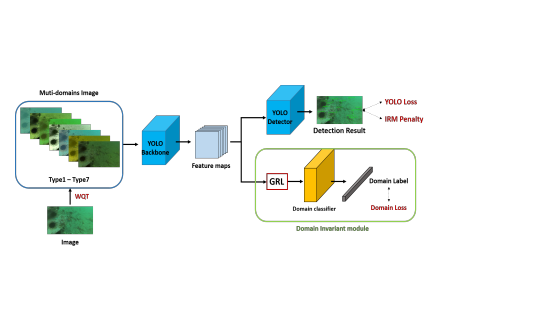 Muti-domains Image
Type1 – Type7
WQT
Image
YOLO
Backbone
Feature maps
YOLO
Detector
Detection Result
YOLO Loss
IRM Penalty
GRL
Domain classifier
Domain Label
Domain Loss
Domain Invariant module